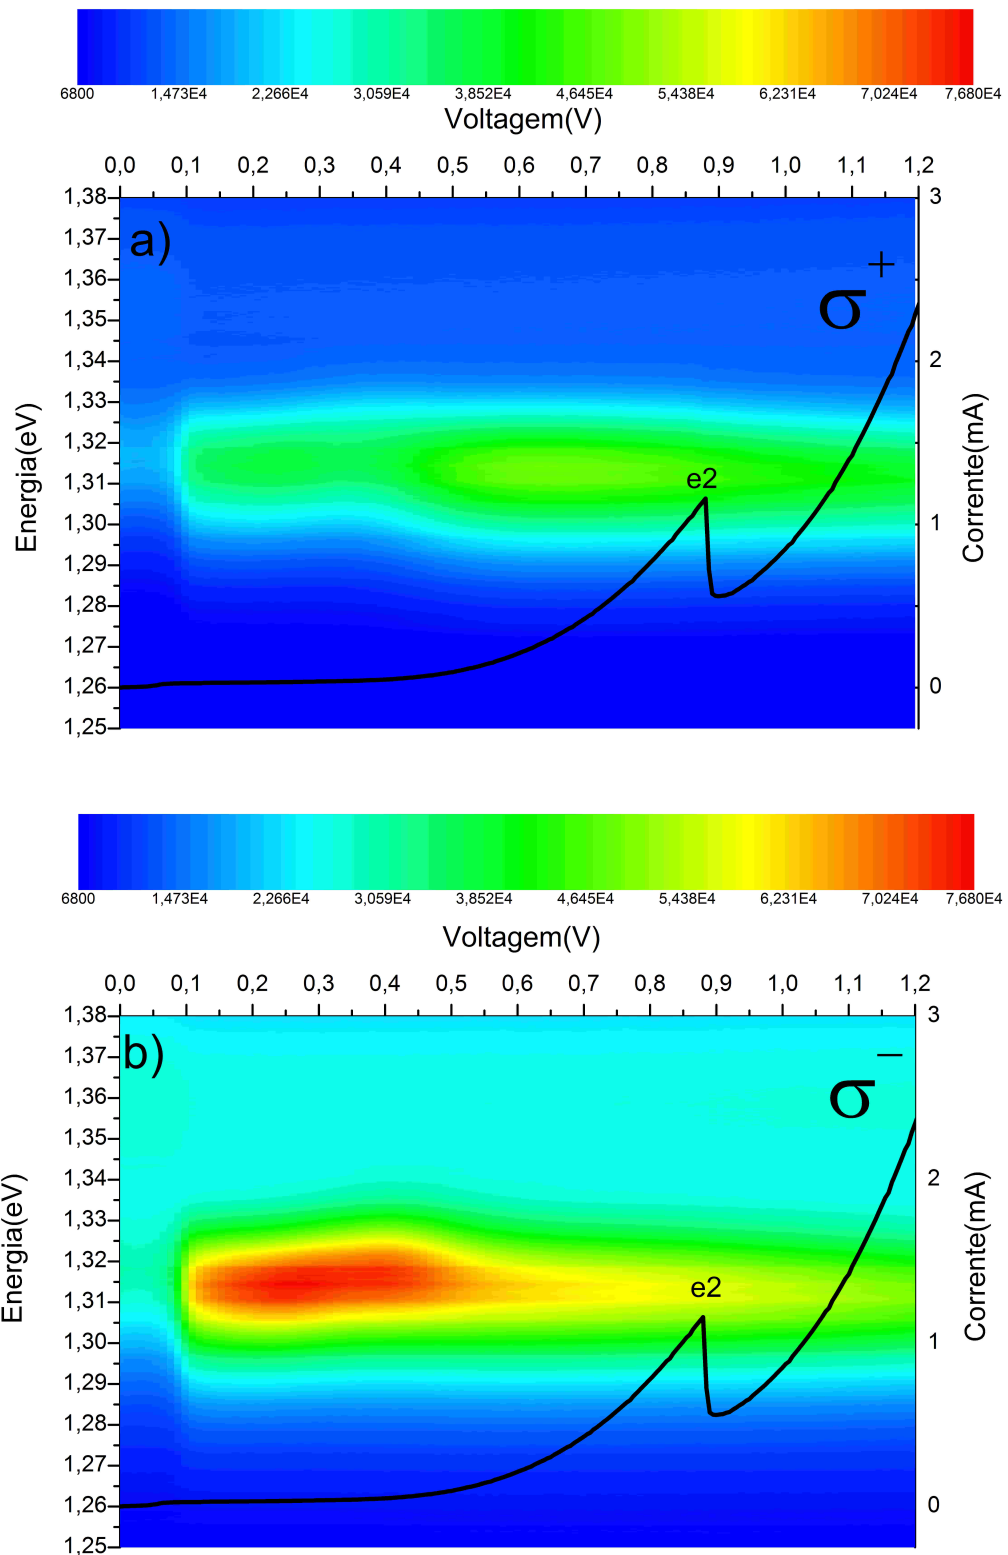 6800 1,473E4 2,266E4 3,059E4 3,852E4 4,645E4 5,438E4 6,231E4 7,024E4 7,680E4
Voltagem(V)
0,0 0,1 0,2 0,3 0,4 0,5 0,6 0,7 0,8 0,9 1,0 1,1 1,2
1,38
1,37
1,36
1,35
1,34
1,33
1,32
1,31
1,30
1,29
1,28
1,27
1,26
1,25
Energia(eV)
a)
σ+
e2
3
2
1
0
Corrente(mA)
6800 1,473E4 2,266E4 3,059E4 3,852E4 4,645E4 5,438E4 6,231E4 7,024E4 7,680E4
Voltagem(V)
0,0 0,1 0,2 0,3 0,4 0,5 0,6 0,7 0,8 0,9 1,0 1,1 1,2
1,38
1,37
1,36
1,35
1,34
1,33
1,32
1,31
1,30
1,29
1,28
1,27
1,26
1,25
Energia(eV)
b)
σ−
e2
3
2
1
0
Corrente(mA)